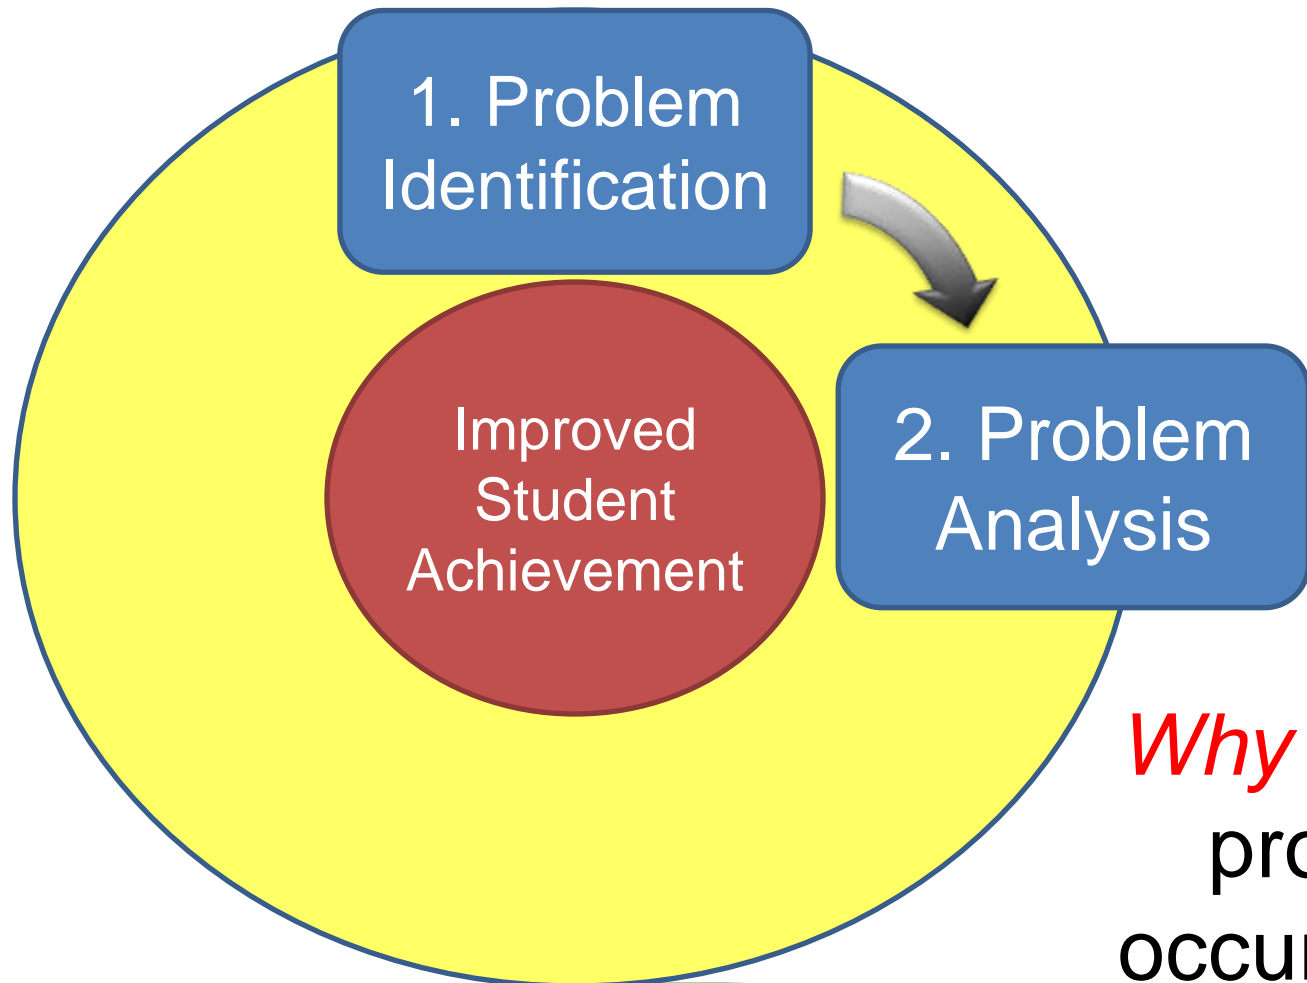 1. Problem
Identification
Improved
Student
Achievement
2. Problem
Analysis
Why